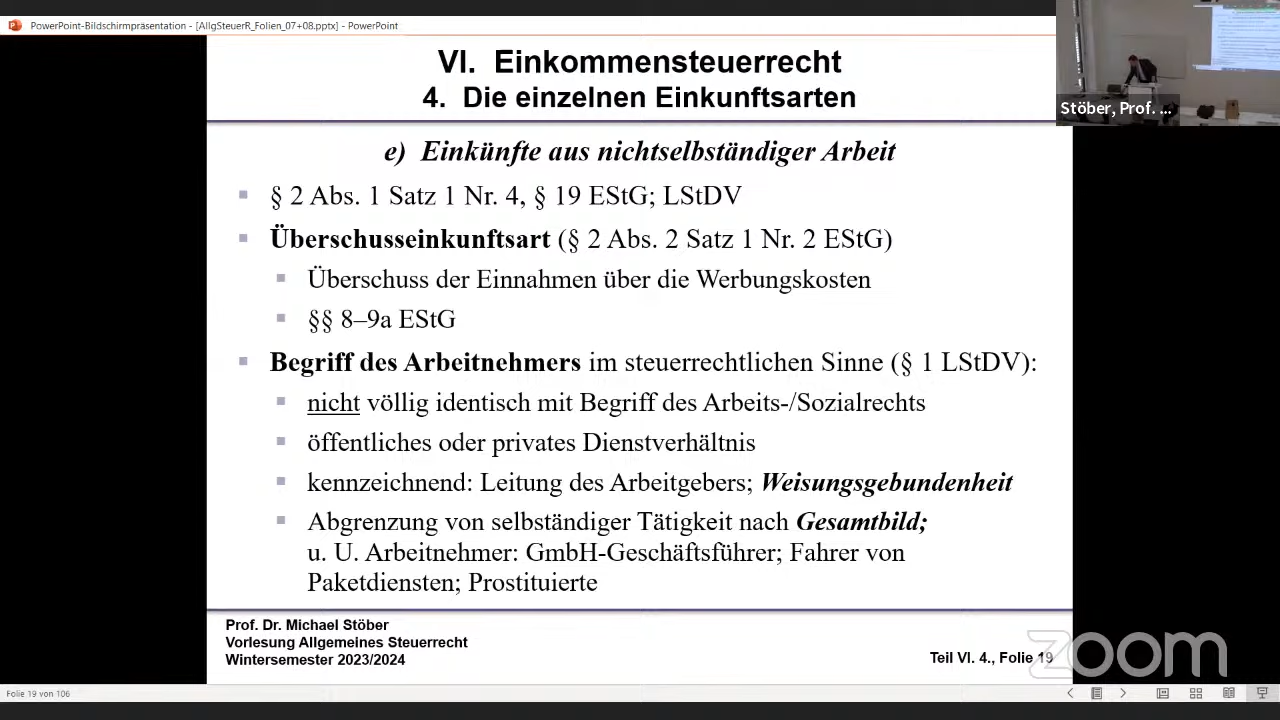 PowerPoint-Bildschirmpräsentation - [AllgSteuerR_Folien_07+08.pptx] - PowerPoint
VI. Einkommensteuerrecht
4. Die einzelnen Einkunftsarten
Stöber, Prof. ...
e) Einkünfte aus nichtselbständiger Arbeit
§ 2 Abs. 1 Satz 1 Nr. 4, § 19 EStG; LStDV
Überschusseinkunftsart (§ 2 Abs. 2 Satz 1 Nr. 2 EStG)
Überschuss der Einnahmen über die Werbungskosten
§§ 8–9a EStG
Begriff des Arbeitnehmers im steuerrechtlichen Sinne (§ 1 LStDV):
nicht völlig identisch mit Begriff des Arbeits-/Sozialrechts
öffentliches oder privates Dienstverhältnis
kennzeichnend: Leitung des Arbeitgebers; Weisungsgebundenheit
Abgrenzung von selbständiger Tätigkeit nach Gesamtbild;
u. U. Arbeitnehmer: GmbH-Geschäftsführer; Fahrer von
Paketdiensten; Prostituierte
Prof. Dr. Michael Stöber
Vorlesung Allgemeines Steuerrecht
Wintersemester 2023/2024
Teil VI. 4., Folie 19
zoom
Folie 19 von 106